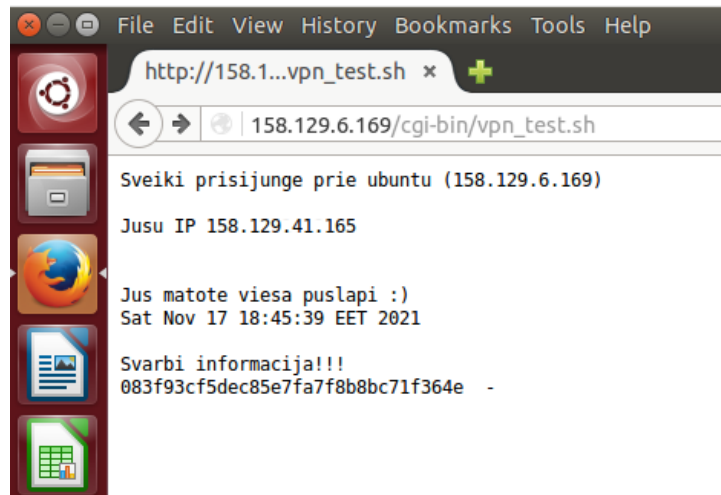 File Edit View History Bookmarks Tools Help
http://158.1...vpn_test.sh ×
158.129.6.169/cgi-bin/vpn_test.sh
Sveiki prisijunge prie ubuntu (158.129.6.169)
Jusu IP 158.129.41.165
Jus matote viesa puslapi :)
Sat Nov 17 18:45:39 EET 2021
Svarbi informacija!!!
083f93cf5dec85e7fa7f8b8bc71f364e -